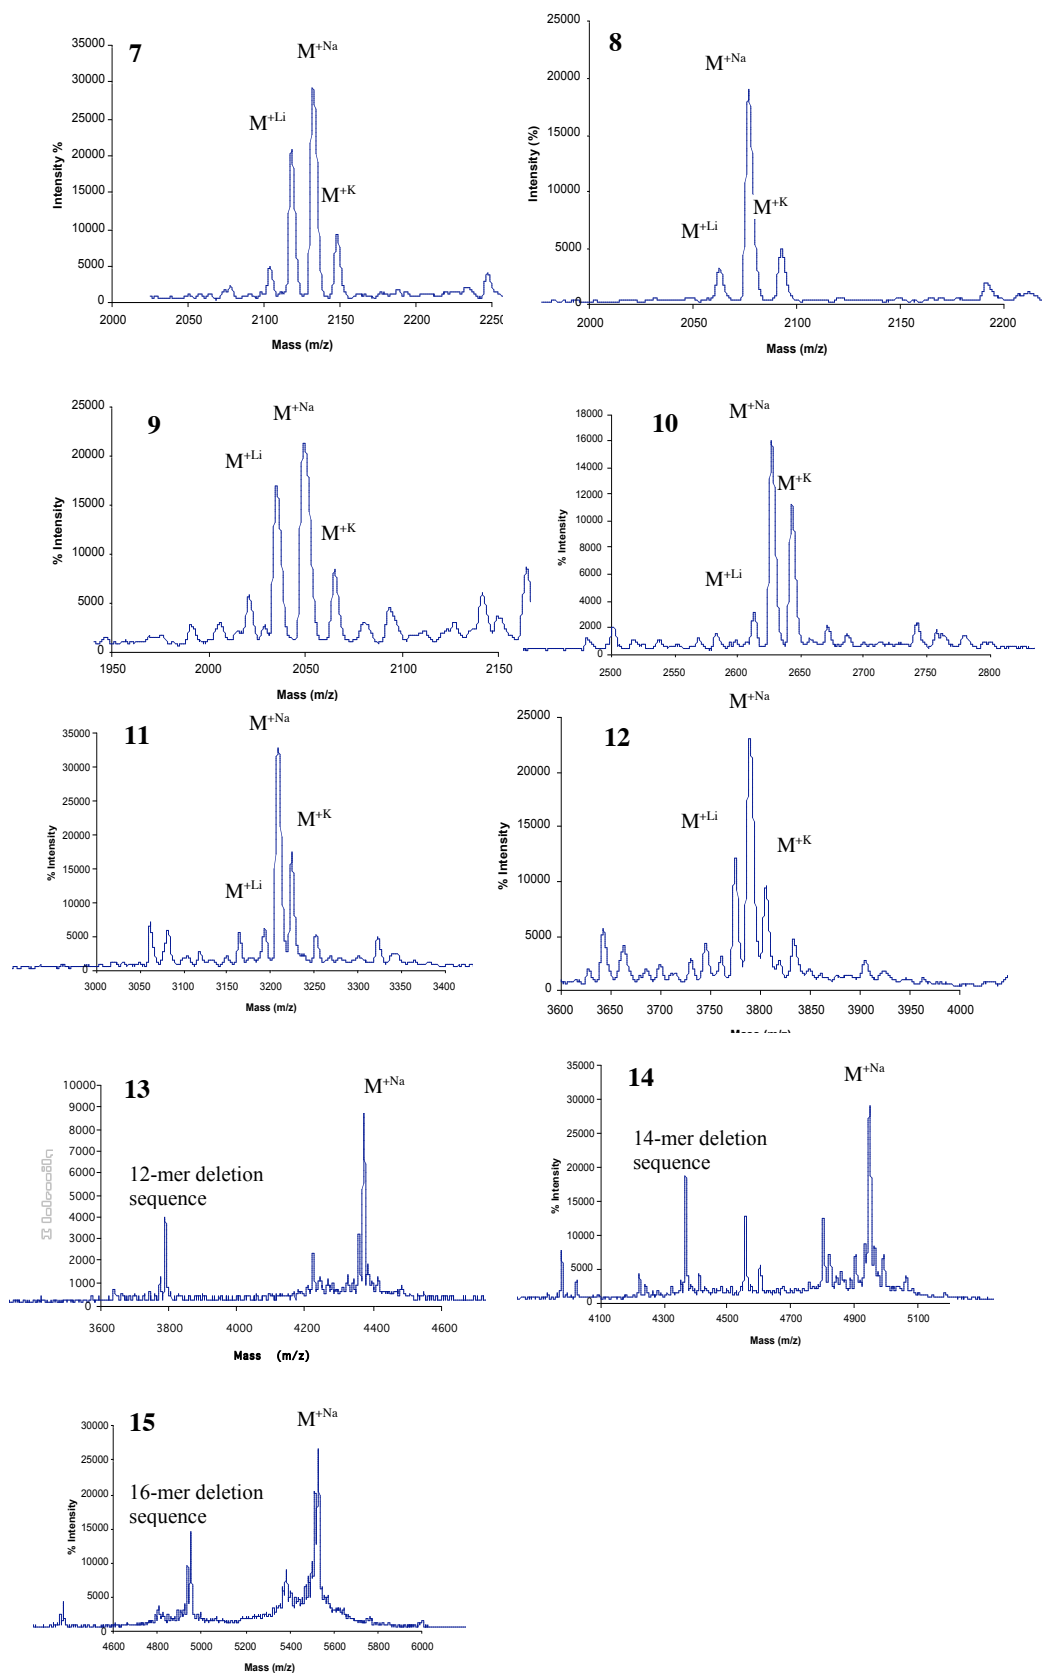 7
M+Na
M+Li
M+K
35000
30000
25000
20000
15000
10000
5000
0
Intensity %
2000 2050 2100 2150 2200 225
Mass (m/z)
8
M+Na
M+K
M+Li
25000
20000
15000
10000
5000
0
Intensity (%)
2000 2050 2100 2150 2200
Mass (m/z)
9
M+Na
M+Li
M+K
25000
20000
15000
10000
5000
0
% Intensity
1950 2000 2050 2100 2150
Mass (m/z)
10
M+Na
M+K
M+Li
18000
16000
14000
12000
10000
8000
6000
4000
2000
0
% Intensity
2500 2550 2600 2650 2700 2750 2800
Mass (m/z)
11
M+Na
M+K
M+Li
35000
30000
25000
20000
15000
10000
5000
0
% Intensity
3000 3050 3100 3150 3200 3250 3300 3350 3400
Mass (m/z)
12
M+Na
M+Li
M+K
25000
20000
15000
10000
5000
0
% Intensity
3600 3650 3700 3750 3800 3850 3900 3950 4000
Mass (m/z)
13
M+Na
12-mer deletion
sequence
10000
9000
8000
7000
6000
5000
4000
3000
2000
1000
0
3600 3800 4000 4200 4400 4600
Mass (m/z)
14
M+Na
14-mer deletion
sequence
35000
30000
25000
20000
15000
10000
5000
0
% Intensity
4100 4300 4500 4700 4900 5100
Mass (m/z)
15
M+Na
16-mer deletion
sequence
30000
25000
20000
15000
10000
5000
0
% Intensity
4600 4800 5000 5200 5400 5600 5800 6000
Mass (m/z)